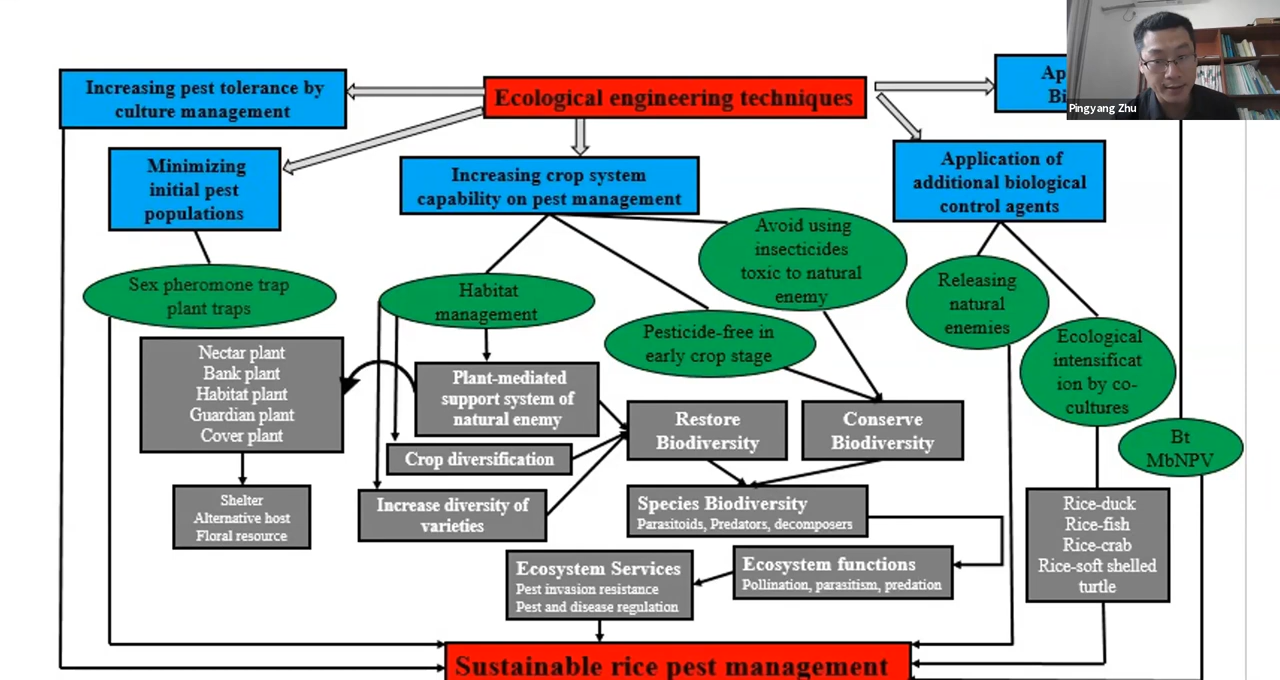 Increasing pest tolerance by
culture management
Ecological engineering techniques
Ap
Bi
Pingyang Zhu
Minimizing
initial pest
populations
Increasing crop system
capability on pest management
Application of
additional biological
control agents
Sex pheromone trap
plant traps
Habitat
management
Avoid using
insecticides
toxic to natural
enemy
Pesticide-free in
early crop stage
Releasing
natural
enemies
Ecological
intensificat
ion by co-
cultures
Bt
MbNPV
Nectar plant
Bank plant
Habitat plant
Guardian plant
Cover plant
Plant-mediated
support system of
natural enemy
Restore
Biodiversity
Conserve
Biodiversity
Crop diversification
Increase diversity of
varieties
Shelter
Alternative host
Floral resource
Species Biodiversity
Parasitoids, Predators, decomposers
Rice-duck
Rice-fish
Rice-crab
Rice-soft shelled
turtle
Ecosystem Services
Pest invasion resistance
Pest and disease regulation
Ecosystem functions
Pollination, parasitism, predation
Sustainable rice pest management